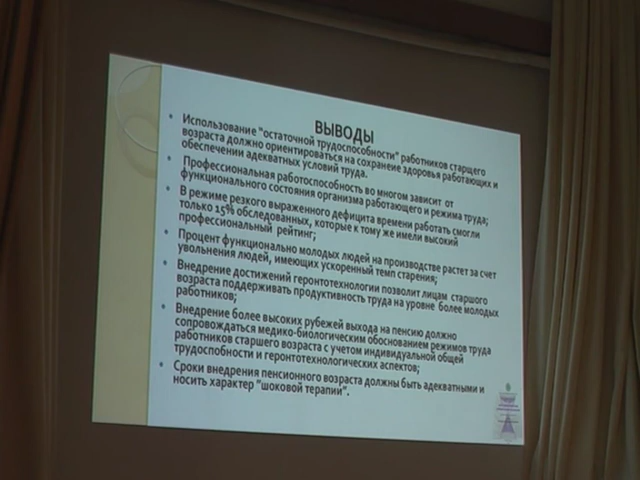 ВЫВОДЫ
• Использование "остаточной трудоспособности" работников старщего
возраста должно ориентироваться на сохранеие здоровья работающих и
обеспечении адекватных условий труда.
• Профессиональная работоспособность во многом зависит от
функционального состояния организма работающего и режима труда;
• В режиме резкого выраженного дефицита времени работать смогли
только 15% обследованных, которые к тому же имели высокий
профессиональный рейтинг;
• Процент функционально молодых людей на производстве растет за счет
увольнения людей, имеющих ускоренный темп старения;
• Внедрение достижений геронтотехнологии позволит лицам старшого
возраста поддерживать продуктивность труда на уровне более молодых
работников;
• Внедрение более высоких рубежей выхода на пенсию должно
сопровождаться медико-биологическим обоснованием режимов труда
работников старшего возраста с учетом индивидуальной общей
трудоспобности и геронтотехнологических аспектов;
• Сроки внедрения пенсионного возраста должны быть адекватными и
носить характер "шоковой терапии".